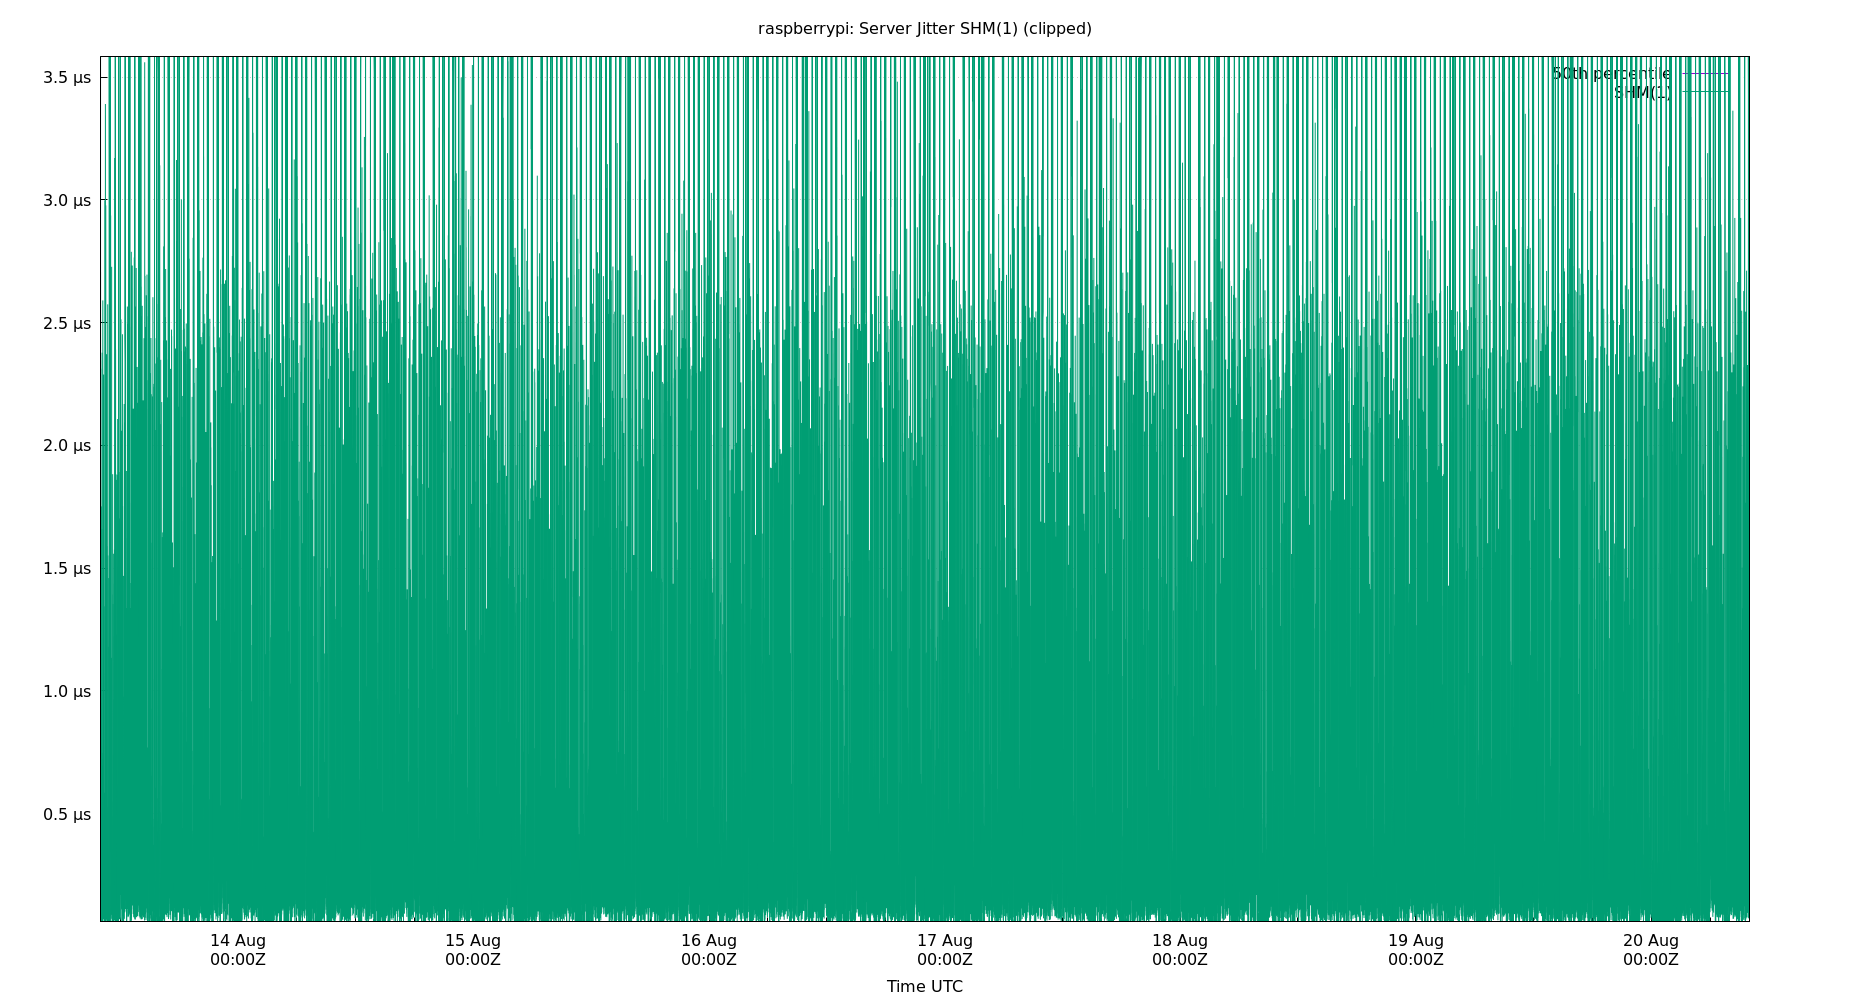 raspberrypi: Server Jitter SHM(1) (clipped)
50th percentile
SHM(1)
3.5 µs
3.0 µs
2.5 µs
2.0 µs
1.5 µs
1.0 µs
0.5 µs
14 Aug 15 Aug 16 Aug 17 Aug 18 Aug 19 Aug 20 Aug
00:00Z 00:00Z 00:00Z 00:00Z 00:00Z 00:00Z 00:00Z
Time UTC